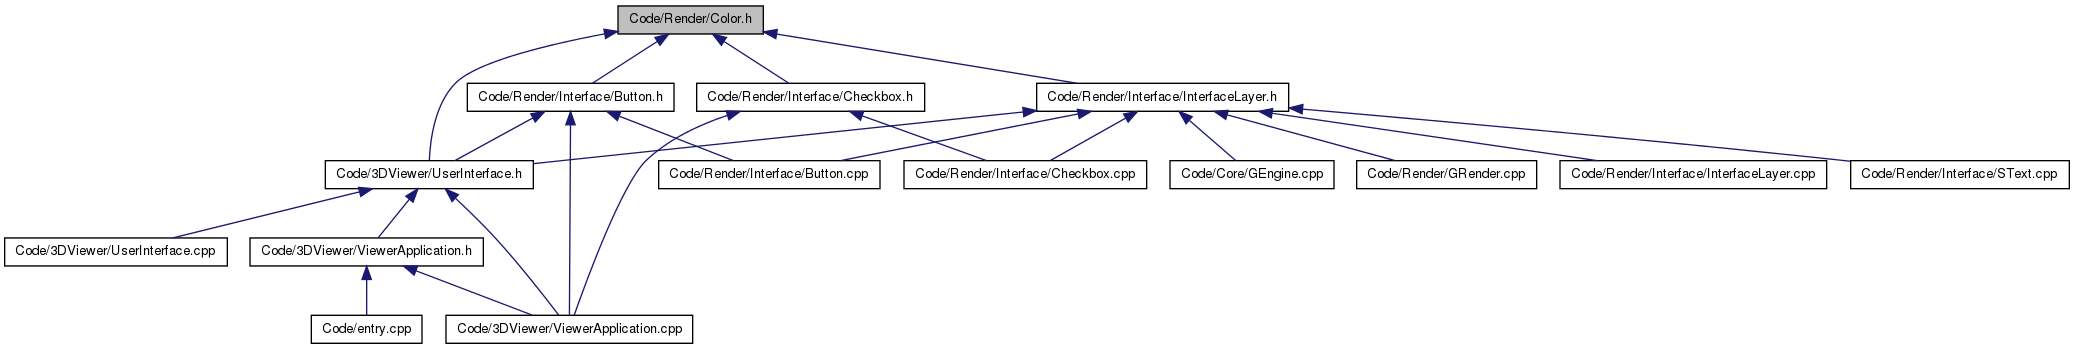 Code/Render/Color.h
Code/Render/Interface/Button.h
Code/Render/Interface/Checkbox.h
Code/Render/Interface/InterfaceLayer.h
Code/3DViewer/UserInterface.h
Code/Render/Interface/Button.cpp
Code/Render/Interface/Checkbox.cpp
Code/Core/GEngine.cpp
Code/Render/GRender.cpp
Code/Render/Interface/InterfaceLayer.cpp
Code/Render/Interface/SText.cpp
Code/3DViewer/UserInterface.cpp
Code/3DViewer/ViewerApplication.h
Code/entry.cpp
Code/3DViewer/ViewerApplication.cpp